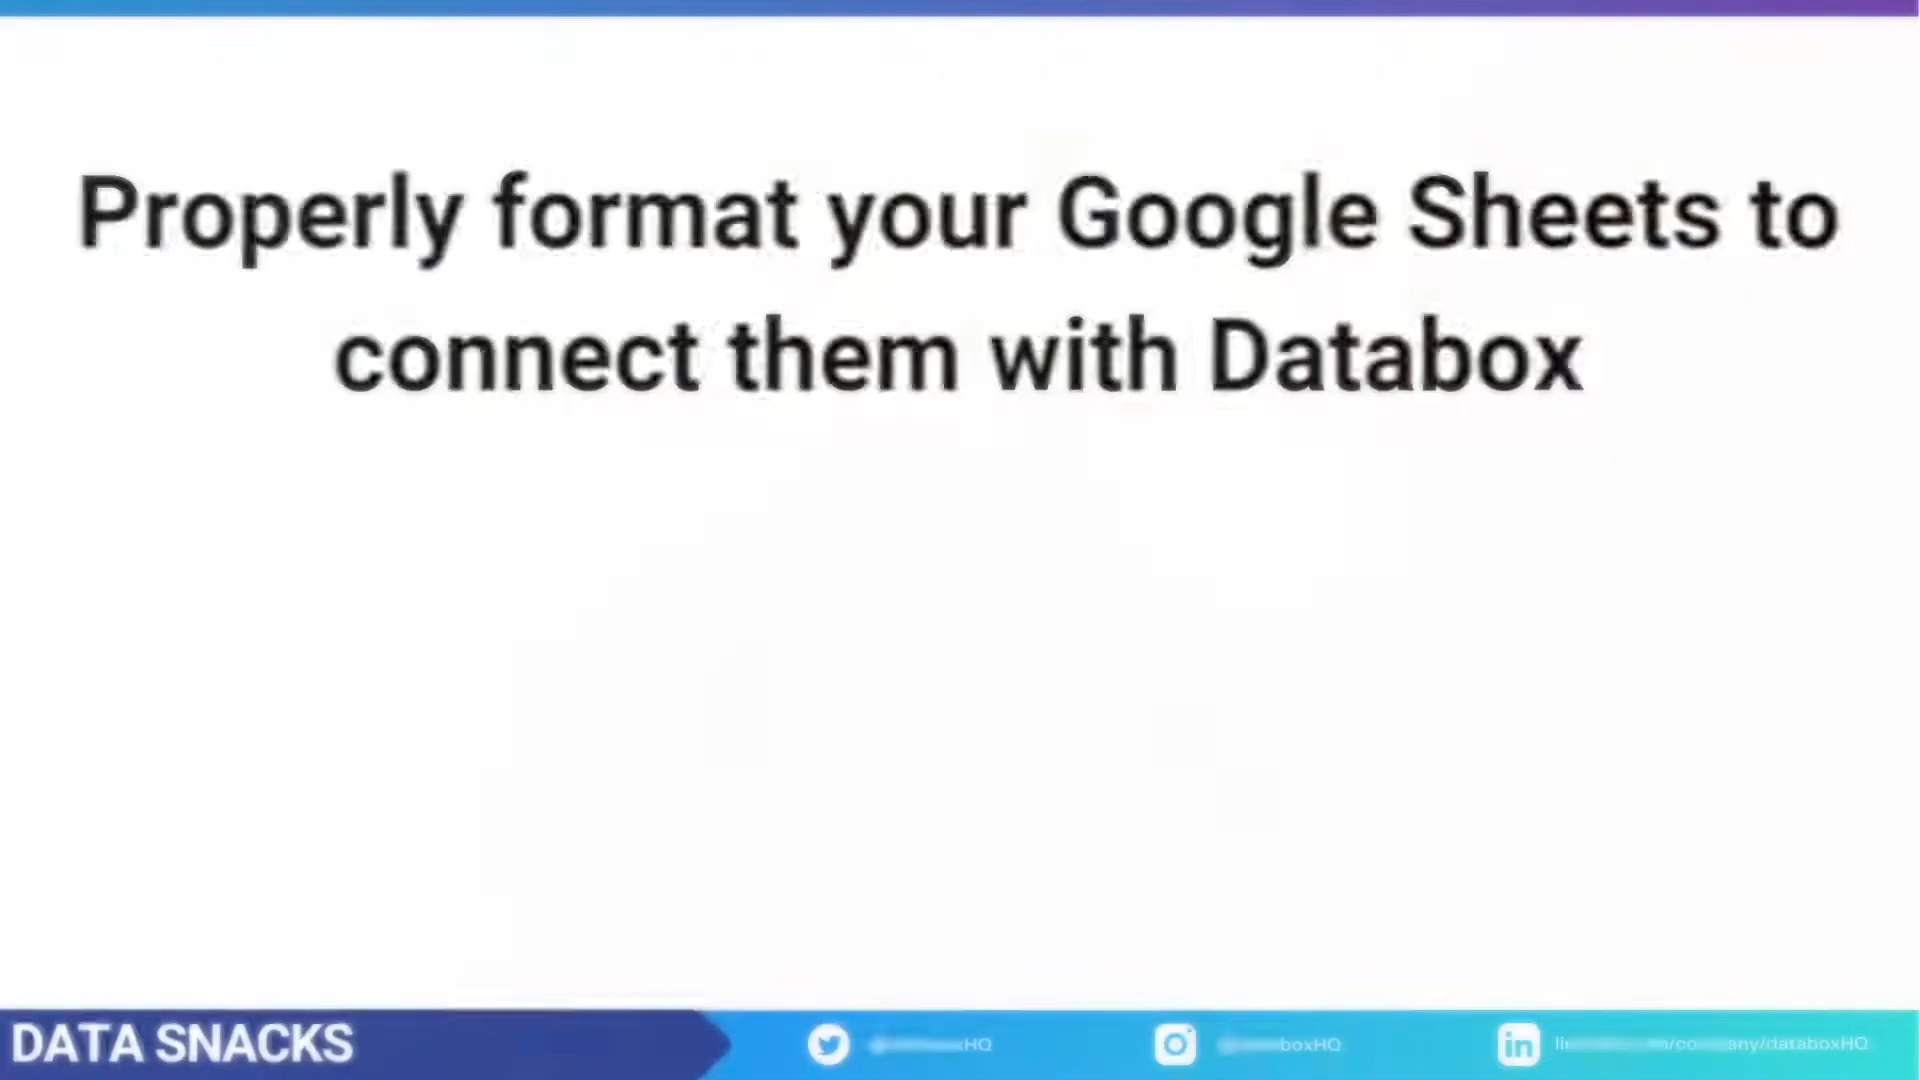 Properly format your Google Sheets to
connect them with Databox
DATA SNACKS